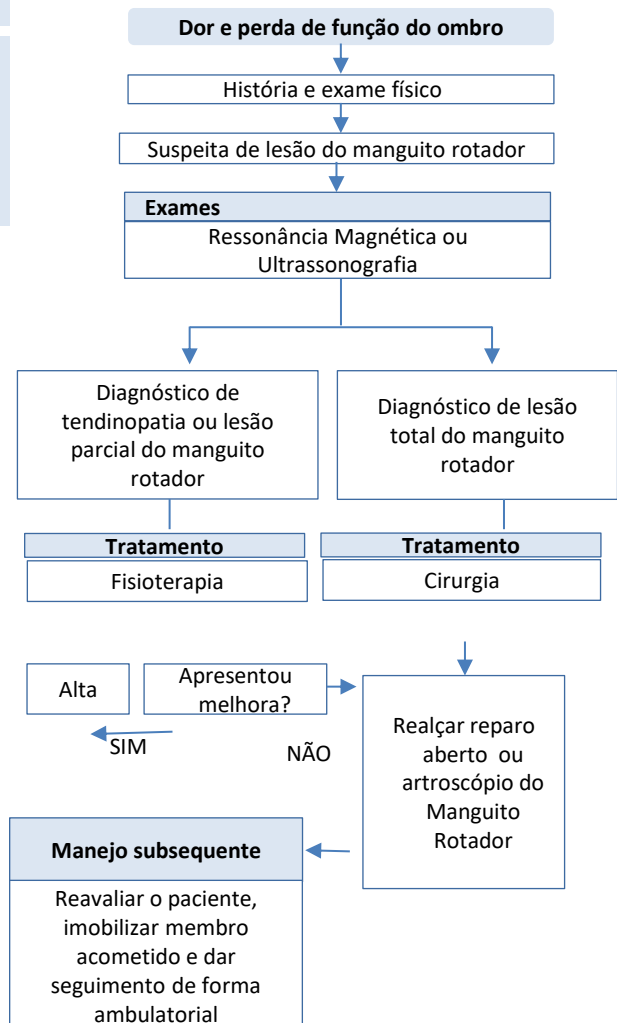 Dor e perda de função do ombro
História e exame físico
Suspeita de lesão do manguito rotador
Exames
Ressonância Magnética ou
Ultrassonografia
Diagnóstico de
tendinopatia ou lesão
parcial do manguito
rotador
Diagnóstico de lesão
total do manguito
rotador
Tratamento
Fisioterapia
Tratamento
Cirurgia
Alta
Apresentou
melhora?
SIM
NÃO
Realçar reparo
aberto ou
artroscópio do
Manguito
Rotador
Manejo subsequente
Reavaliar o paciente,
imobilizar membro
acometido e dar
seguimento de forma
ambulatorial